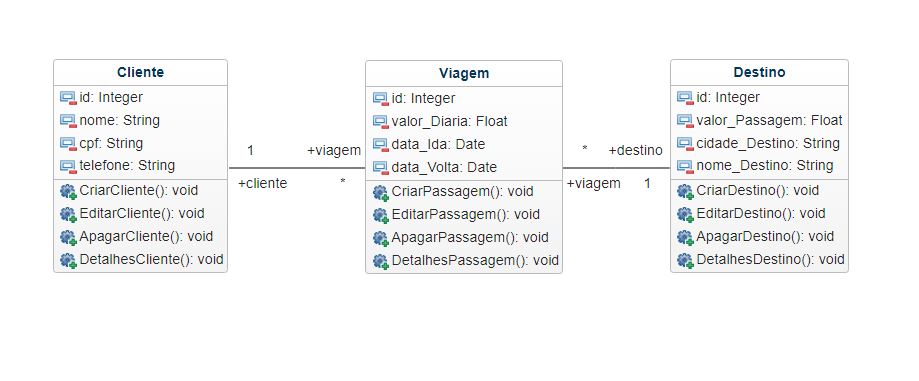 Cliente
id: Integer
nome: String
cpf: String
telefone: String
CriarCliente(): void
EditarCliente(): void
ApagarCliente(): void
DetalhesCliente(): void
1
+viagem
+cliente
*
Viagem
id: Integer
valor_Diaria: Float
data_Ida: Date
data_Volta: Date
CriarPassagem(): void
EditarPassagem(): void
ApagarPassagem(): void
DetalhesPassagem(): void
*
+destino
+viagem
1
Destino
id: Integer
valor_Passagem: Float
cidade_Destino: String
nome_Destino: String
CriarDestino(): void
EditarDestino(): void
ApagarDestino(): void
DetalhesDestino(): void